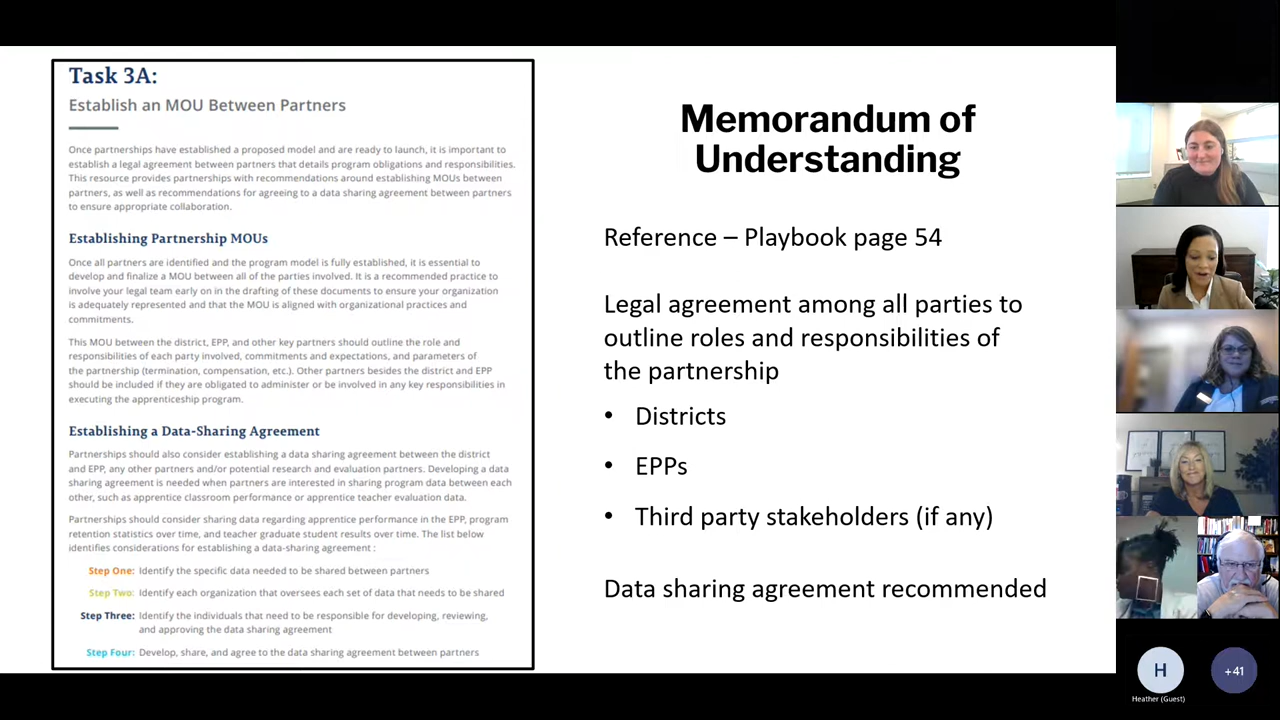 Task 3A:
Establish an MOU Between Partners
Once partnerships have established a proposed model and are ready to launch, it is important to
establish a legal agreement between partners that details program obligations and responsibilities.
This resource provides partnerships with recommendations around establishing MOUs between
partners, as well as recommendations for agreeing to a data sharing agreement between partners
to ensure appropriate collaboration.
Establishing Partnership MOUs
Once all partners are identified and the program model is fully established, it is essential to
develop and finalize a MOU between all of the parties involved. It is a recommended practice to
involve your legal team early on in the drafting of these documents to ensure your organization
is adequately represented and that the MOU is aligned with organizational practices and
commitments.
This MOU between the district, EPP, and other key partners should outline the role and
responsibilities of each party involved, commitments and expectations, and parameters of
the partnership (termination, compensation, etc.). Other partners besides the district and EPP
should be included if they are obligated to administer or be involved in any key responsibilities in
executing the apprenticeship program.
Establishing a Data-Sharing Agreement
Partnerships should also consider establishing a data sharing agreement between the district
and EPP, any other partners and/or potential research and evaluation partners. Developing a data
sharing agreement is needed when partners are interested in sharing program data between each
other, such as apprentice classroom performance or apprentice teacher evaluation data.
Partnerships should consider sharing data regarding apprentice performance in the EPP, program
retention statistics over time, and teacher graduate student results over time. The list below
identifies considerations for establishing a data-sharing agreement :
Step One: Identify the specific data needed to be shared between partners
Step Two: Identify each organization that oversees each set of data that needs to be shared
Step Three: Identify the individuals that need to be responsible for developing, reviewing,
and approving the data sharing agreement
Step Four: Develop, share, and agree to the data sharing agreement between partners
Memorandum of
Understanding
Reference – Playbook page 54
Legal agreement among all parties to
outline roles and responsibilities of
the partnership
• Districts
• EPPs
• Third party stakeholders (if any)
Data sharing agreement recommended
H
+41
Heather (Guest)